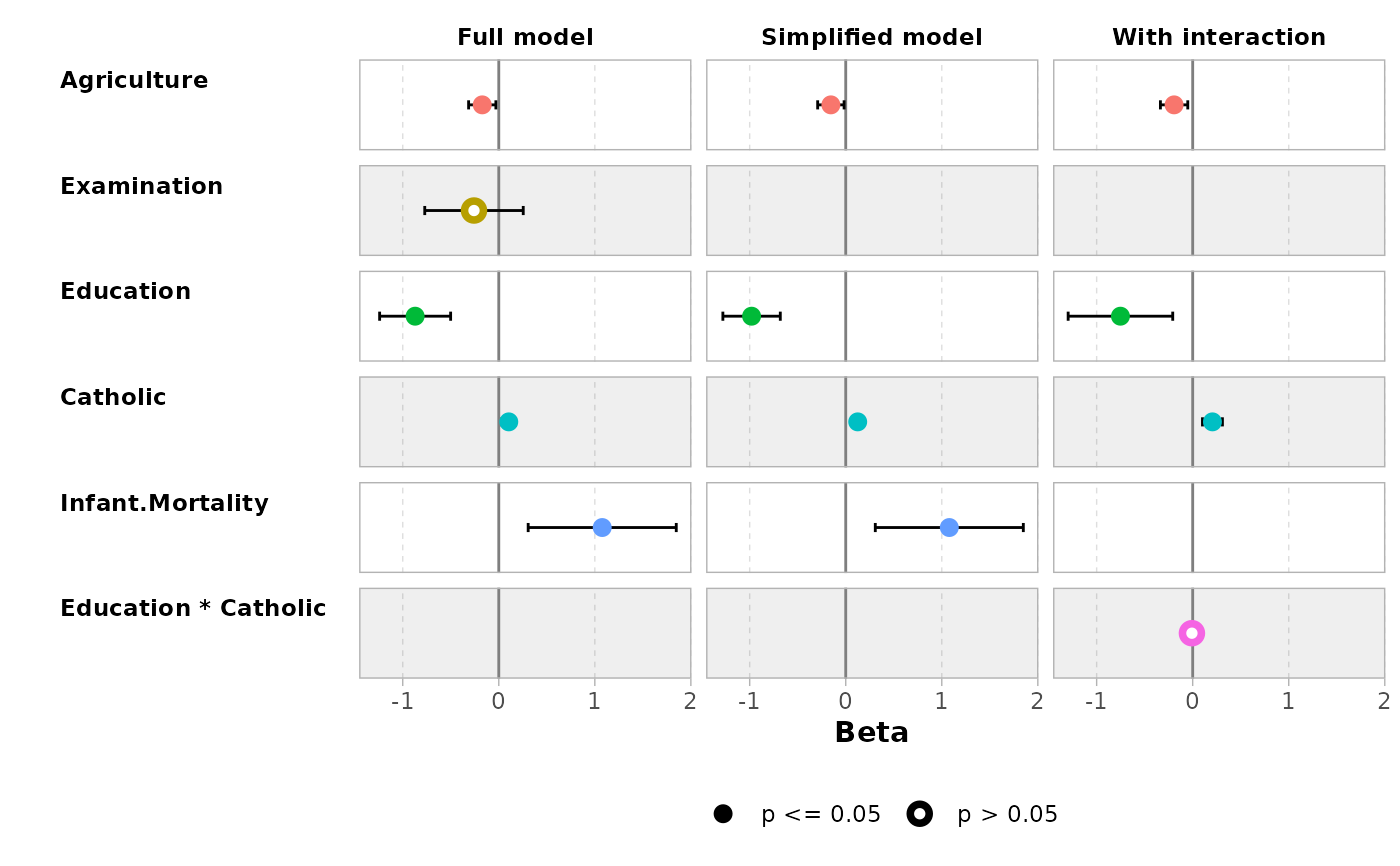 Full model Simplified model With interaction
Agriculture
Examination
Education
Catholic
Infant.Mortality
Education * Catholic
-1 0 1 2 -1 0 1 2 -1 0 1 2
Beta
p <= 0.05 p > 0.05